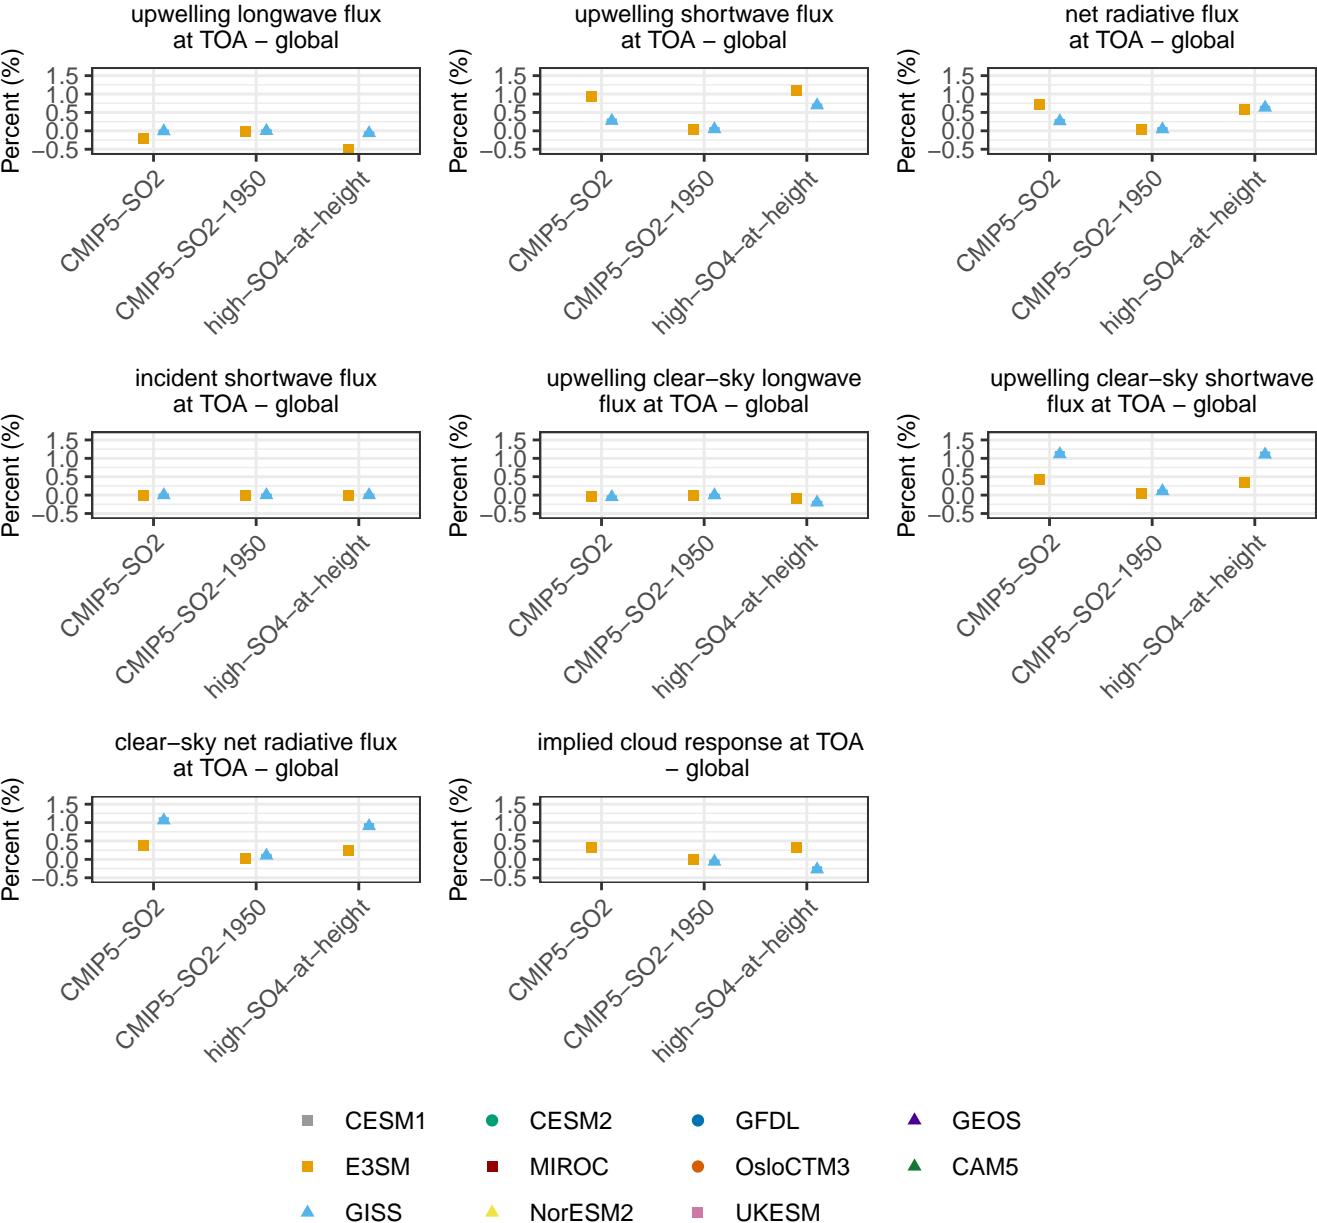 upwelling longwave flux
at TOA − global
upwelling shortwave flux
at TOA − global
net radiative flux
at TOA − global
Percent (%)
1.5
1.0
0.5
0.0
−0.5
CMIP5−SO2
CMIP5−SO2−1950
high−SO4−at−height
Percent (%)
1.5
1.0
0.5
0.0
−0.5
CMIP5−SO2
CMIP5−SO2−1950
high−SO4−at−height
Percent (%)
1.5
1.0
0.5
0.0
−0.5
CMIP5−SO2
CMIP5−SO2−1950
high−SO4−at−height
incident shortwave flux
at TOA − global
upwelling clear−sky longwave
flux at TOA − global
upwelling clear−sky shortwave
flux at TOA − global
Percent (%)
1.5
1.0
0.5
0.0
−0.5
CMIP5−SO2
CMIP5−SO2−1950
high−SO4−at−height
Percent (%)
1.5
1.0
0.5
0.0
−0.5
CMIP5−SO2
CMIP5−SO2−1950
high−SO4−at−height
Percent (%)
1.5
1.0
0.5
0.0
−0.5
CMIP5−SO2
CMIP5−SO2−1950
high−SO4−at−height
clear−sky net radiative flux
at TOA − global
implied cloud response at TOA
− global
Percent (%)
1.5
1.0
0.5
0.0
−0.5
CMIP5−SO2
CMIP5−SO2−1950
high−SO4−at−height
Percent (%)
1.5
1.0
0.5
0.0
−0.5
CMIP5−SO2
CMIP5−SO2−1950
high−SO4−at−height
CESM1 CESM2 GFDL GEOS
E3SM MIROC OsloCTM3 CAM5
GISS NorESM2 UKESM